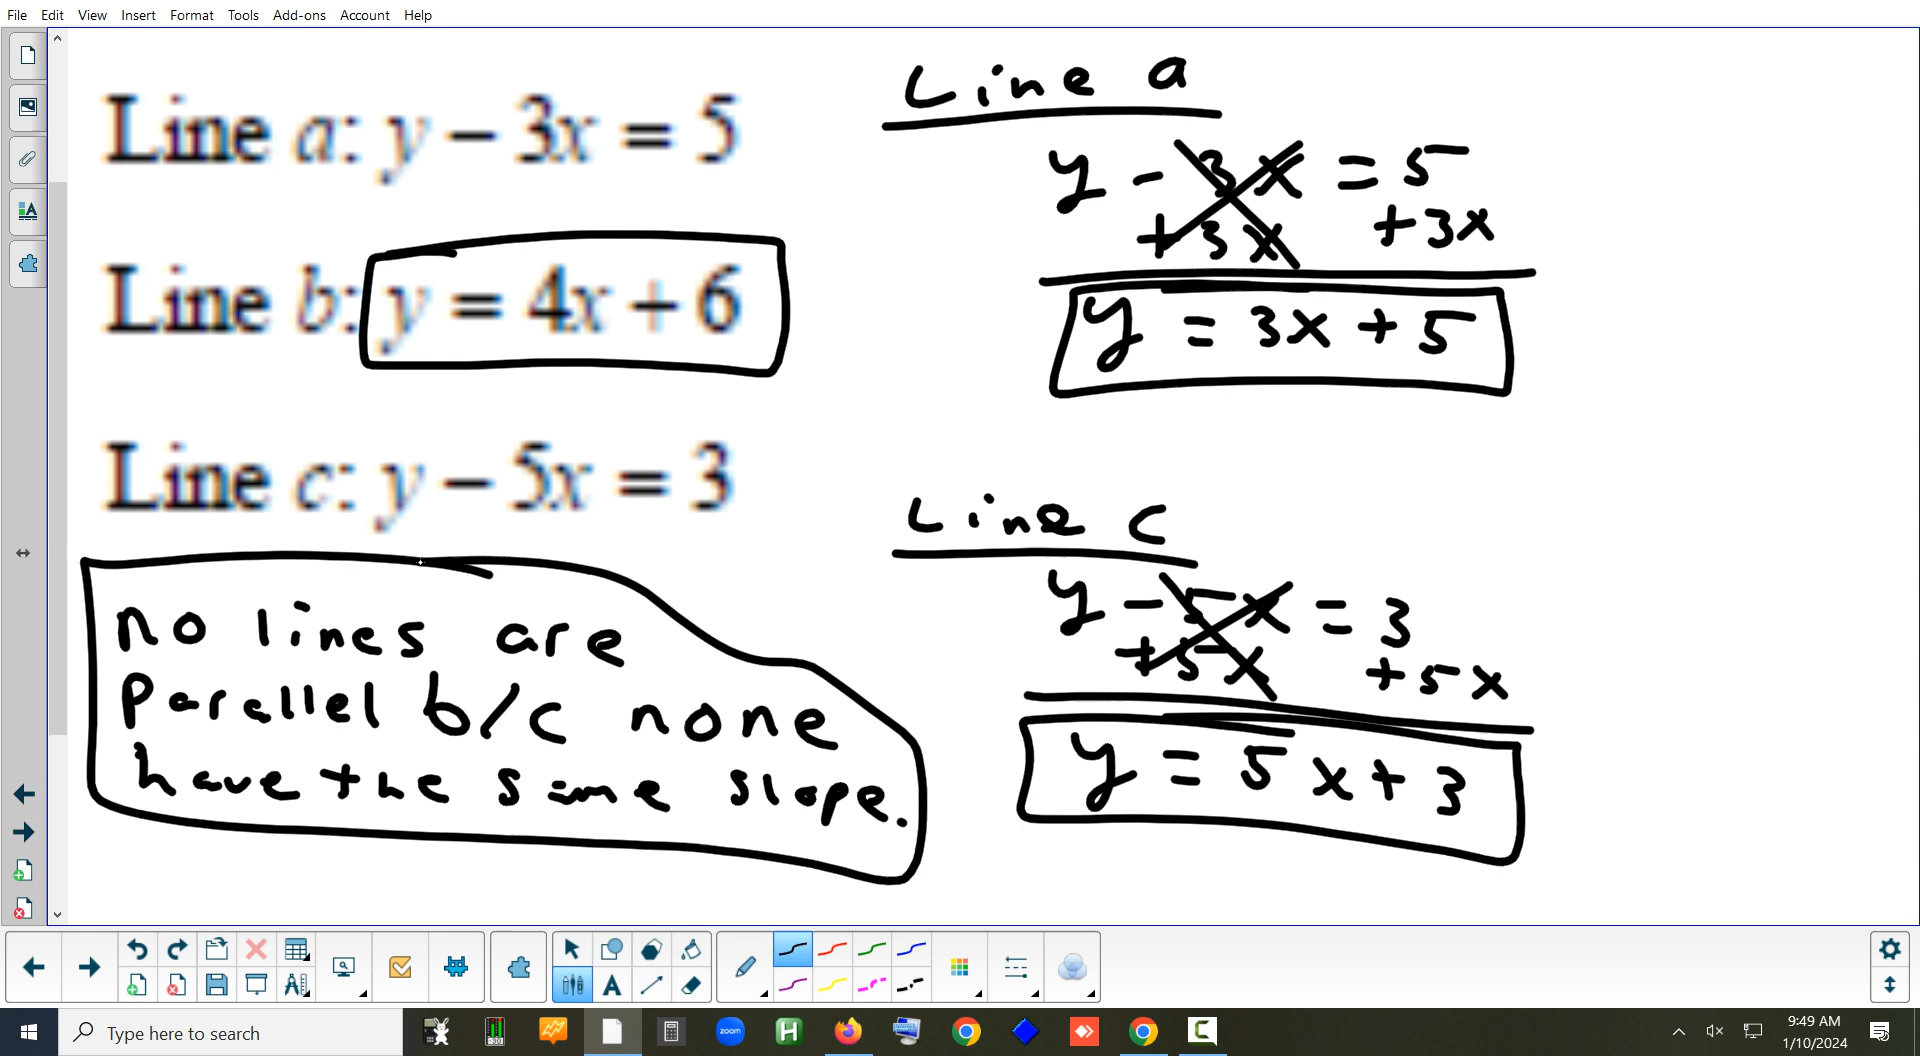 File Edit View Insert Format Tools Add-ons Account Help
Line a: y – 3x = 5
Line b: y = 4x + 6
Line c: y – 5x = 3
no lines are
parallel b/c none
have the same slope.
Line a
y - 3x = 5
+3x +3x
y = 3x + 5
Line c
y - 5x = 3
+5x +5x
y = 5x + 3
A
A
Type here to search
zoom
H
C
9:49 AM
1/10/2024